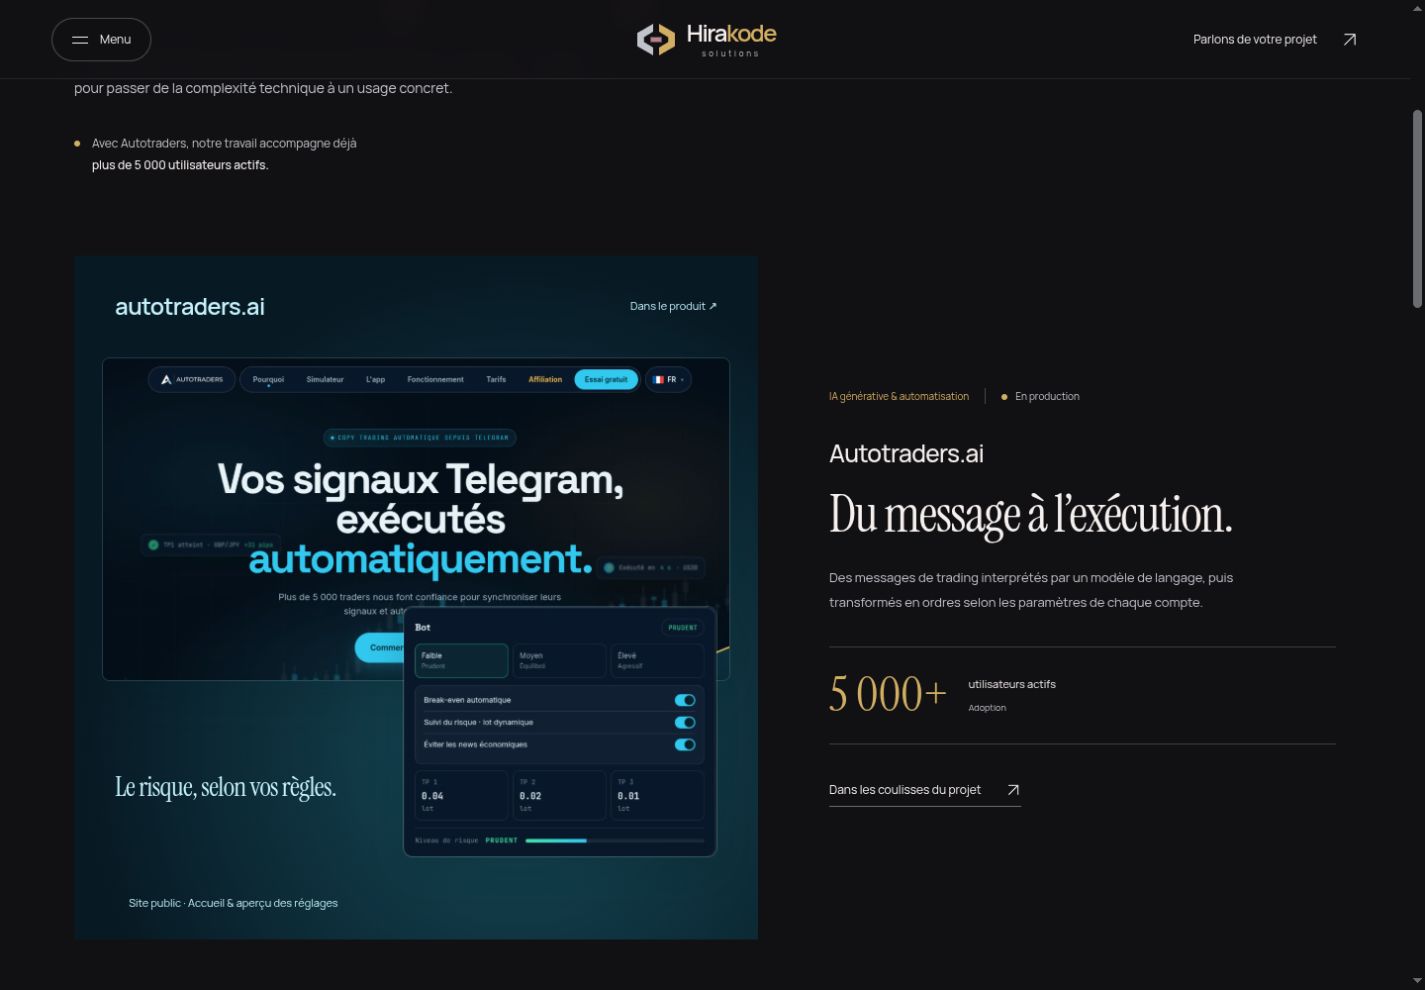 Menu
Hirakode
solutions
Parlons de votre projet
pour passer de la complexité technique à un usage concret.
Avec Autotraders, notre travail accompagne déjà
plus de 5 000 utilisateurs actifs.
autotraders.ai
Dans le produit ↗
AUTOTRADERS
Pourquoi
Simulateur
L'app
Fonctionnement
Tarifs
Affiliation
Essai gratuit
FR
COPY TRADING AUTOMATIQUE DEPUIS TELEGRAM
Vos signaux Telegram,
exécutés
automatiquement.
TP1 atteint · GBP/JPY +31 pips
Exécuté en
Plus de 5 000 traders nous font confiance pour synchroniser leurs
signaux et
Bot
PRUDENT
Faible
Prudent
Moyen
Équilibré
Élevé
Agressif
Break-even automatique
Suivi du risque · lot dynamique
Éviter les news économiques
TP 1
0.04
lot
TP 2
0.02
lot
TP 3
0.01
lot
Niveau de risque PRUDENT
Le risque, selon vos règles.
Site public · Accueil & aperçu des réglages
IA générative & automatisation
En production
Autotraders.ai
Du message à l’exécution.
Des messages de trading interprétés par un modèle de langage, puis
transformés en ordres selon les paramètres de chaque compte.
5 000+
utilisateurs actifs
Adoption
Dans les coulisses du projet